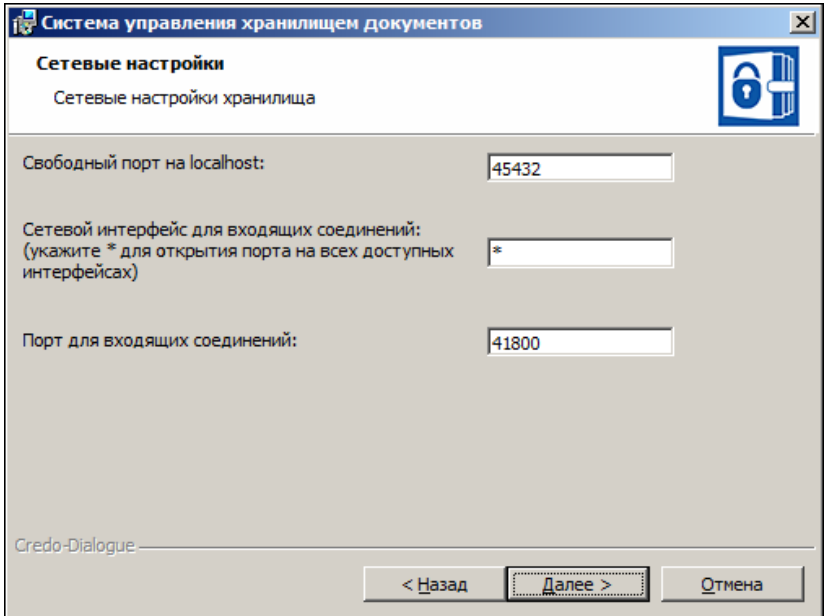 Система управления хранилищем документов
Сетевые настройки
Сетевые настройки хранилища
Свободный порт на localhost:
45432
Сетевой интерфейс для входящих соединений:
(укажите * для открытия порта на всех доступных
интерфейсах)
*
Порт для входящих соединений:
41800
Credo-Dialogue
< Назад
Далее >
Отмена